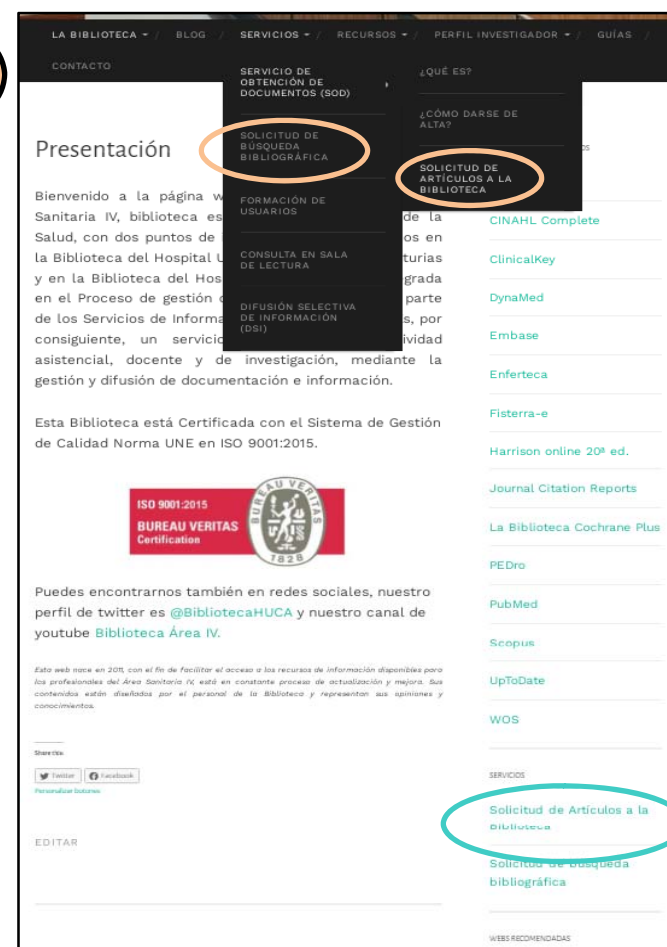 LA BIBLIOTECA / BLOG / SERVICIOS / RECURSOS / PERFIL INVESTIGADOR / GUÍAS /
CONTACTO
SERVICIO DE
OBTENCIÓN DE
DOCUMENTOS (SOD)
SOLICITUD DE
BÚSQUEDA
BIBLIOGRÁFICA
FORMACIÓN DE
USUARIOS
CONSULTA EN SALA
DE LECTURA
DIFUSIÓN SELECTIVA
DE INFORMACIÓN
(DSI)
¿QUÉ ES?
¿CÓMO DARSE DE
ALTA?
SOLICITUD DE
ARTÍCULOS A LA
BIBLIOTECA
Presentación
Bienvenido a la página
Sanitaria IV, biblioteca de la
Salud, con dos puntos de en
la Biblioteca del Hospital
y en la Biblioteca del
en el Proceso de gestión parte
de los Servicios de por
consiguiente, un
asistencial, docente y de investigación, mediante la
gestión y difusión de documentación e información.
Esta Biblioteca está Certificada con el Sistema de Gestión
de Calidad Norma UNE en ISO 9001:2015.
ISO 9001:2015
BUREAU VERITAS
Certification
BUREAU VERITAS
1828
Puedes encontrarnos también en redes sociales, nuestro
perfil de twitter es @BibliotecaHUCA y nuestro canal de
youtube Biblioteca Área IV.
Esta web nace en 2011, con el fin de facilitar el acceso a los recursos de información disponibles para
los profesionales del Área Sanitaria IV, está en constante proceso de actualización y mejora. Sus
contenidos están diseñados por el personal de la Biblioteca y representan sus opiniones y
conocimientos.
Share this:
Twitter Facebook
Personalizar botones
EDITAR
CINAHL Complete
ClinicalKey
DynaMed
Embase
Enferteca
Fisterra-e
Harrison online 20ª ed.
Journal Citation Reports
La Biblioteca Cochrane Plus
PEDro
PubMed
Scopus
UpToDate
WOS
SERVICIOS
Solicitud de Artículos a la
Biblioteca
Solicitud de Búsqueda
bibliográfica
WEBS RECOMENDADAS